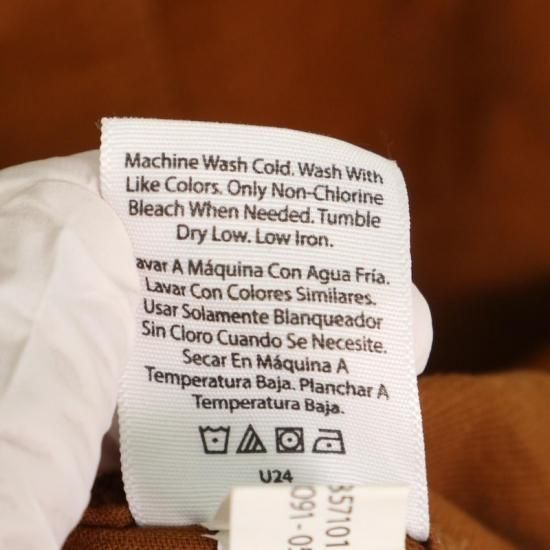 Machine Wash Cold. Wash With
Like Colors. Only Non-Chlorine
Bleach When Needed. Tumble
Dry Low. Low Iron.
avar A Máquina Con Agua Fría.
Lavar Con Colores Similares.
Usar Solamente Blanqueador
Sin Cloro Cuando Se Necesite.
Secar En Máquina A
Temperatura Baja. Planchar A
Temperatura Baja.
U24
357101